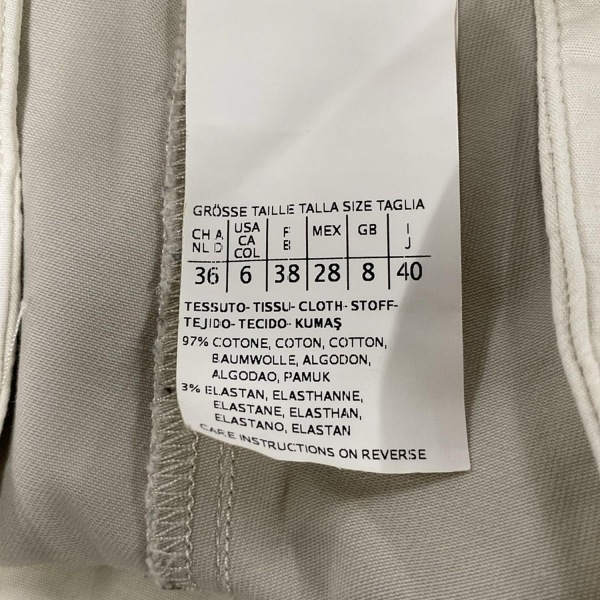 GRÖSSE TAILLE TALLA SIZE TAGLIA
CH A USA F MEX GB I
NL D CA B J
COL
36 6 38 28 8 40
TESSUTO- TISSU- CLOTH- STOFF-
TEJIDO- TECIDO- KUMAŞ
97% COTONE, COTON, COTTON,
BAUMWOLLE, ALGODON,
ALGODAO, PAMUK
3% ELASTAN, ELASTHANNE,
ELASTANE, ELASTHAN,
ELASTANO, ELASTAN
CARE INSTRUCTIONS ON REVERSE